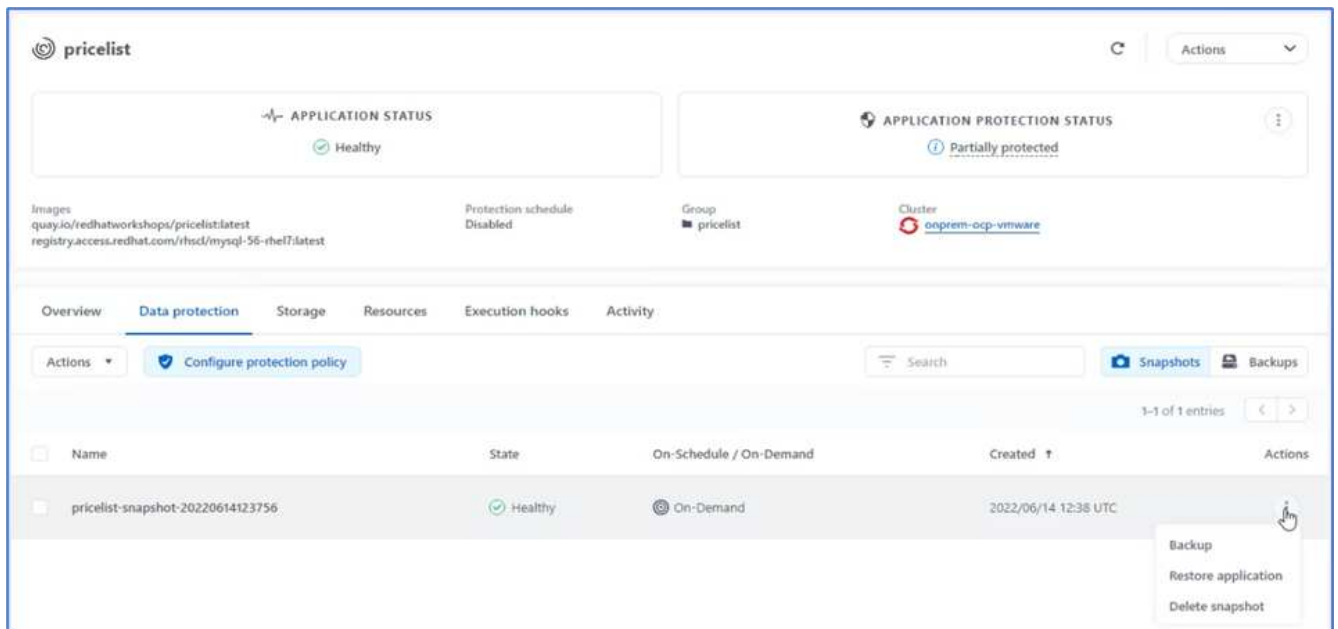 pricelist
Actions
APPLICATION STATUS
Healthy
APPLICATION PROTECTION STATUS
Partially protected
Images
quay.io/redhatworkshops/pricelist:latest
registry.access.redhat.com/rhscl/mysql-56-rhel7:latest
Protection schedule
Disabled
Group
pricelist
Cluster
onprem-ocp-vmware
Overview Data protection Storage Resources Execution hooks Activity
Actions Configure protection policy Search Snapshots Backups
1-1 of 1 entries
Name State On-Schedule / On-Demand Created Actions
pricelist-snapshot-20220614123756 Healthy On-Demand 2022/06/14 12:38 UTC
Backup
Restore application
Delete snapshot